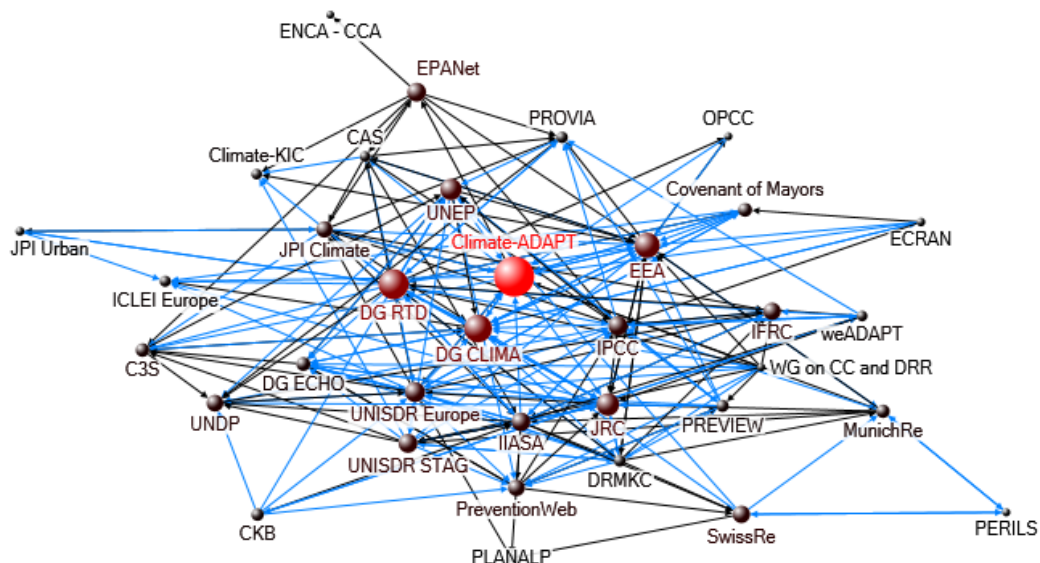 ENCA - CCA
EPANet
PROVIA
OPCC
CAS
Climate-KIC
Covenant of Mayors
UNEP
ECRAN
JPI Urban
JPI Climate
Climate-ADAPT
EEA
ICLEI Europe
DG RTD
IFRC
weADAPT
DG CLIMA
IPCC
C3S
DG ECHO
WG on CC and DRR
UNDP
UNISDR Europe
JRC
PREVIEW
MunichRe
IIASA
UNISDR STAG
DRMKC
PreventionWeb
CKB
SwissRe
PERILS
PLANALP